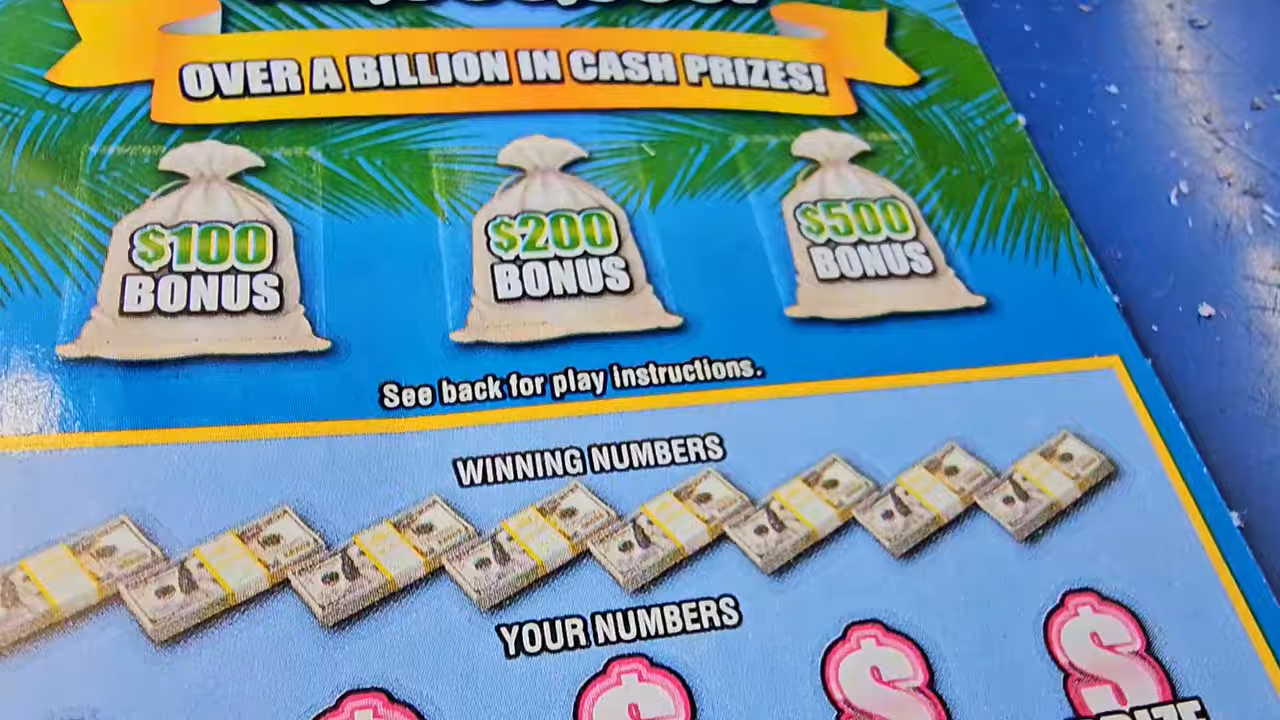 OVER A BILLION IN CASH PRIZES!
$100
BONUS
$200
BONUS
$500
BONUS
See back for play instructions.
WINNING NUMBERS
YOUR NUMBERS
$ $ $ $